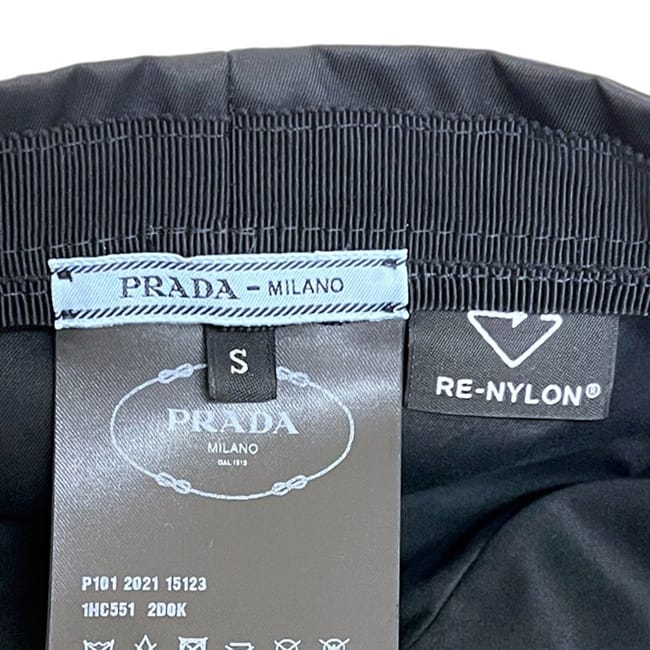 PRADA - MILANO
S
PRADA
MILANO
DAL 1913
RE-NYLON®
P101 2021 15123
1HC551 2DOK